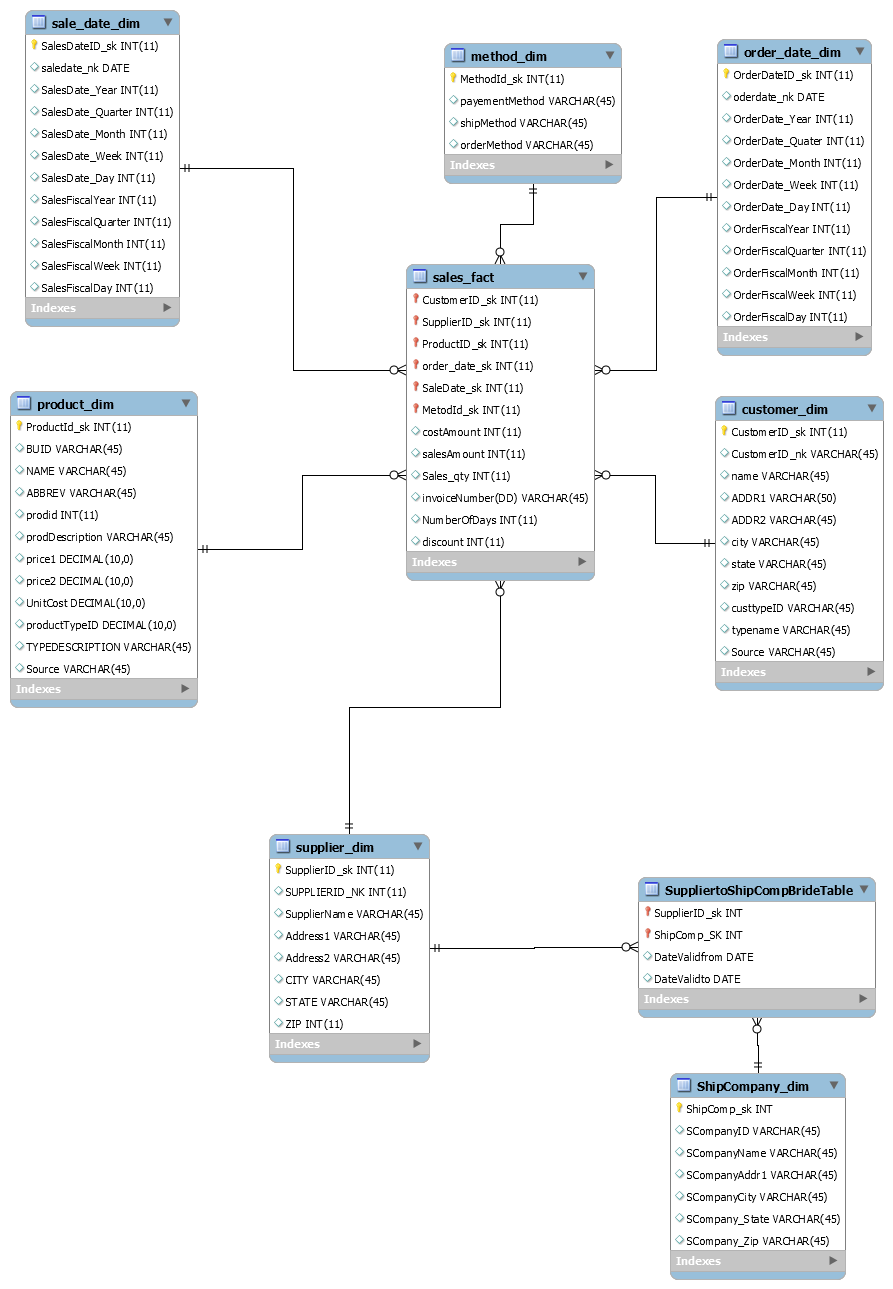 sale_date_dim
SalesDateID_sk INT(11)
saledate_nk DATE
SalesDate_Year INT(11)
SalesDate_Quarter INT(11)
SalesDate_Month INT(11)
SalesDate_Week INT(11)
SalesDate_Day INT(11)
SalesFiscalYear INT(11)
SalesFiscalQuarter INT(11)
SalesFiscalMonth INT(11)
SalesFiscalWeek INT(11)
SalesFiscalDay INT(11)
Indexes
method_dim
MethodId_sk INT(11)
payementMethod VARCHAR(45)
shipMethod VARCHAR(45)
orderMethod VARCHAR(45)
Indexes
order_date_dim
OrderDateID_sk INT(11)
oderdate_nk DATE
OrderDate_Year INT(11)
OrderDate_Quater INT(11)
OrderDate_Month INT(11)
OrderDate_Week INT(11)
OrderDate_Day INT(11)
OrderFiscalYear INT(11)
OrderFiscalQuarter INT(11)
OrderFiscalMonth INT(11)
OrderFiscalWeek INT(11)
OrderFiscalDay INT(11)
Indexes
sales_fact
CustomerID_sk INT(11)
SupplierID_sk INT(11)
ProductID_sk INT(11)
order_date_sk INT(11)
SaleDate_sk INT(11)
MetodId_sk INT(11)
costAmount INT(11)
salesAmount INT(11)
Sales_qty INT(11)
invoiceNumber(DD) VARCHAR(45)
NumberOfDays INT(11)
discount INT(11)
Indexes
product_dim
ProductId_sk INT(11)
BUID VARCHAR(45)
NAME VARCHAR(45)
ABBREV VARCHAR(45)
prodid INT(11)
prodDescription VARCHAR(45)
price1 DECIMAL(10,0)
price2 DECIMAL(10,0)
UnitCost DECIMAL(10,0)
productTypeID DECIMAL(10,0)
TYPEDESCRIPTION VARCHAR(45)
Source VARCHAR(45)
Indexes
customer_dim
CustomerID_sk INT(11)
CustomerID_nk VARCHAR(45)
name VARCHAR(45)
ADDR1 VARCHAR(50)
ADDR2 VARCHAR(45)
city VARCHAR(45)
state VARCHAR(45)
zip VARCHAR(45)
custtypeID VARCHAR(45)
typename VARCHAR(45)
Source VARCHAR(45)
Indexes
supplier_dim
SupplierID_sk INT(11)
SUPPLIERID_NK INT(11)
SupplierName VARCHAR(45)
Address1 VARCHAR(45)
Address2 VARCHAR(45)
CITY VARCHAR(45)
STATE VARCHAR(45)
ZIP INT(11)
Indexes
SuppliertoShipCompBrideTable
SupplierID_sk INT
ShipComp_SK INT
DateValidfrom DATE
DateValidto DATE
Indexes
ShipCompany_dim
ShipComp_sk INT
SCompanyID VARCHAR(45)
SCompanyName VARCHAR(45)
SCompanyAddr1 VARCHAR(45)
SCompanyCity VARCHAR(45)
SCompany_State VARCHAR(45)
SCompany_Zip VARCHAR(45)
Indexes